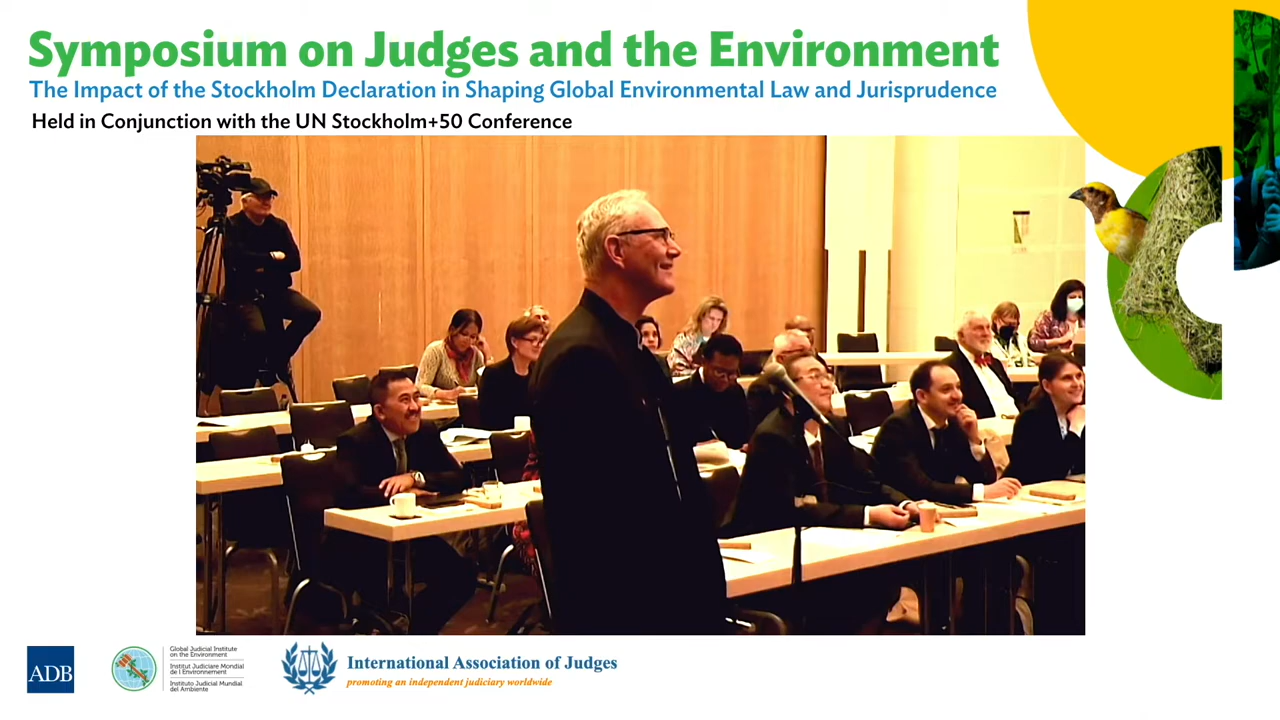 Symposium on Judges and the Environment
The Impact of the Stockholm Declaration in Shaping Global Environmental Law and Jurisprudence
Held in Conjunction with the UN Stockholm+50 Conference
ADB
Global Judicial Institute
on the Environment
Institut Judiciaire Mondial
de l'Environnement
Instituto Judicial Mundial
del Ambiente
International Association of Judges
promoting an independent judiciary worldwide